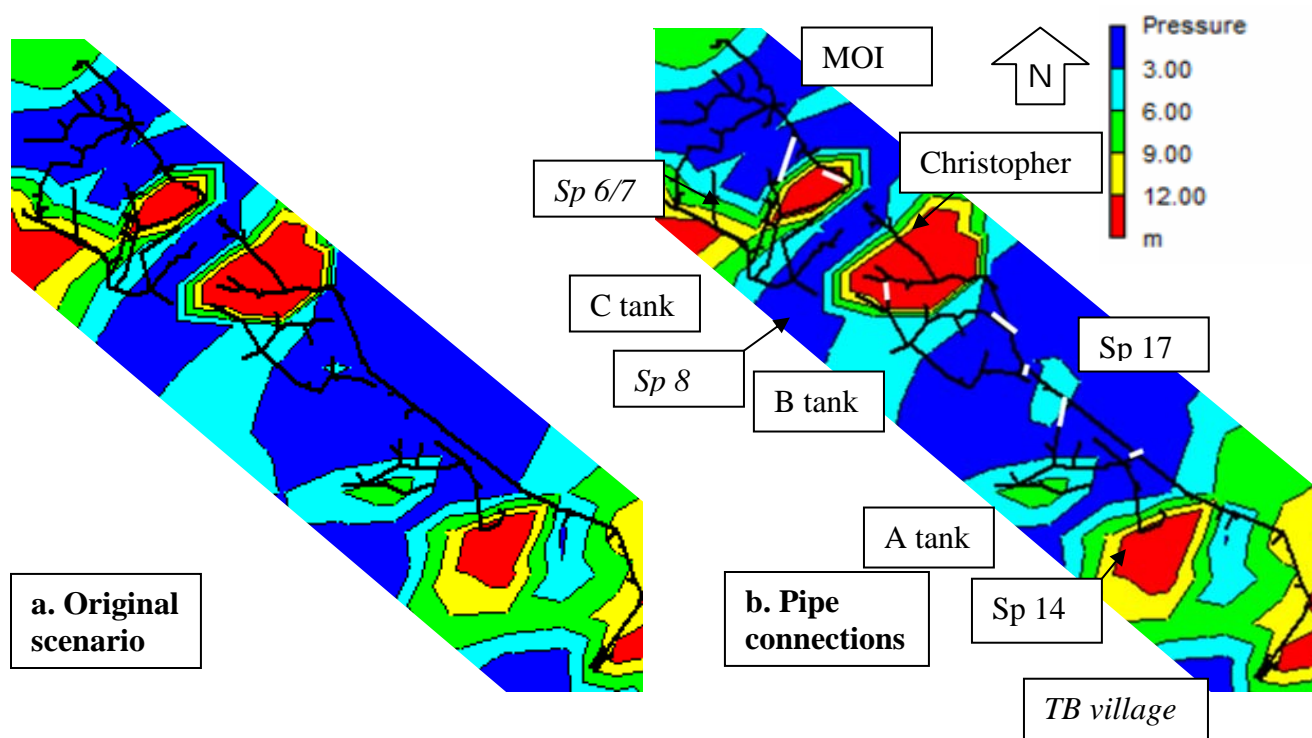 MOI
N
Pressure
3.00
6.00
9.00
12.00
m
Christopher
Sp 6/7
C tank
Sp 8
B tank
Sp 17
A tank
Sp 14
a. Original
scenario
b. Pipe
connections
TB village